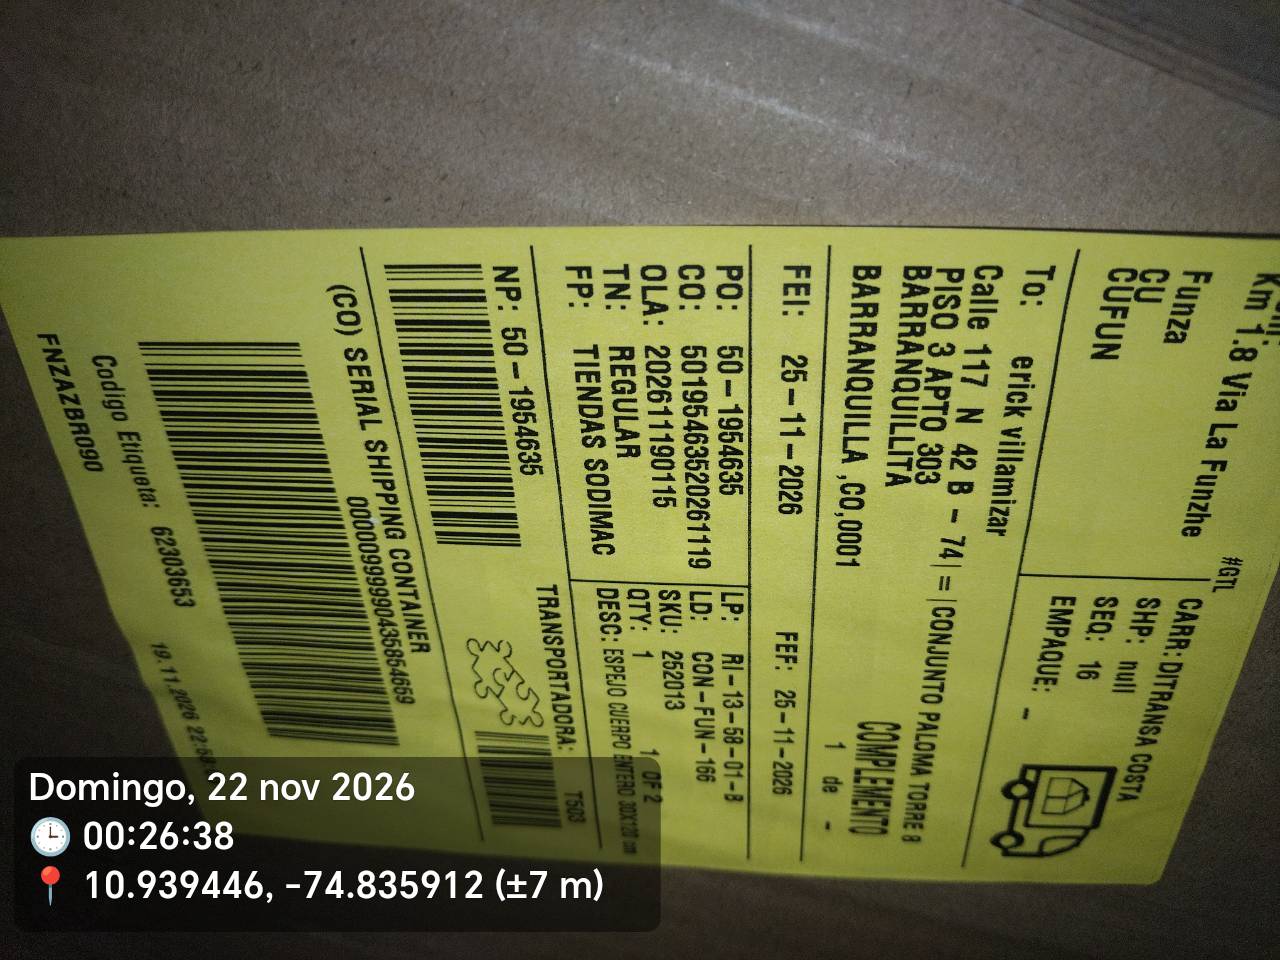 Km 1.8 Via La Funzhe
Funza
CU
CUFUN
#GTL
CARR: DITRANSA COSTA
SHP: null
SEQ: 16
EMPAQUE: -
To: erick villamizar
Calle 117 N 42 B - 74| = |CONJUNTO PALOMA TORRE 8
PISO 3 APTO 303
BARRANQUILLITA
BARRANQUILLA ,CO,0001
COMPLEMENTO
1 de -
FEI: 25-11-2026
FEF: 25-11-2026
PO: 50-1954635
CO: 50195463520261119
OLA: 202611190115
TN: REGULAR
FP: TIENDAS SODIMAC
LP: RI-13-58-01-B
LD: CON-FUN-166
SKU: 252013
QTY: 1 1 OF 2
DESC: ESPEJO CUERPO ENTERO 30X120 cm
NP: 50-1954635
TRANSPORTADORA:
T503
(CO) SERIAL SHIPPING CONTAINER
00000999990435854659
Codigo Etiqueta: 62303653
19.11.2026
FNZAZBR090
Domingo, 22 nov 2026
00:26:38
10.939446, -74.835912 (±7 m)